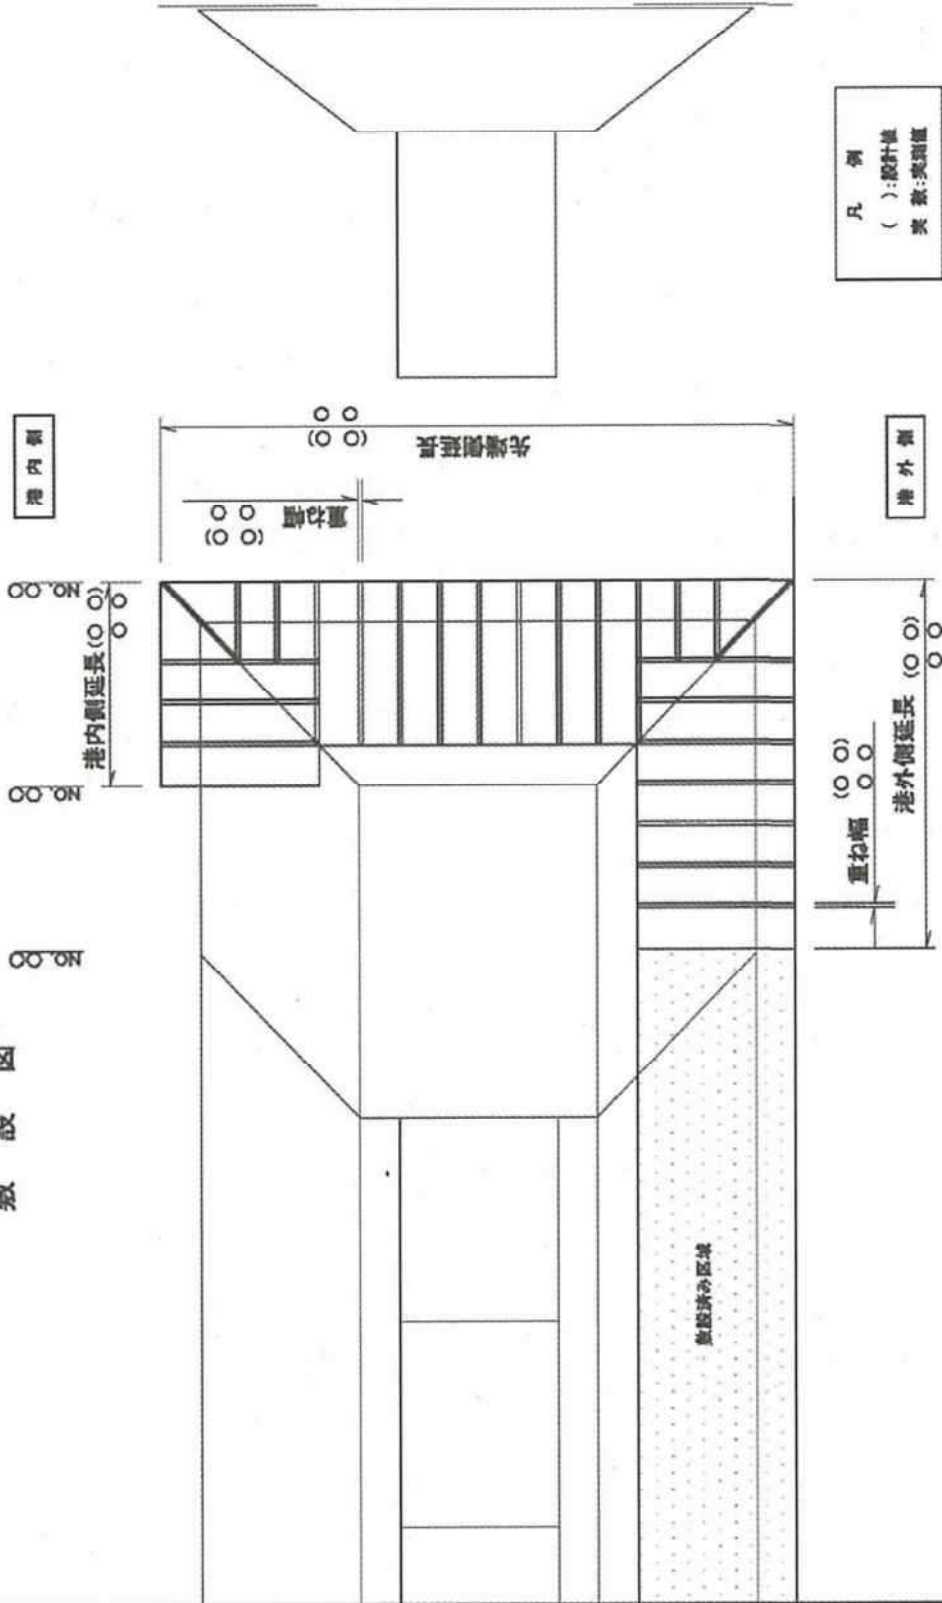 敷設図
港内側
NO.○○
NO.○○
NO.○○
港内側延長
(○○)
○○
重ね幅
(○○)
○○
先端側延長
(○○)
○○
敷設済み区域
重ね幅
(○○)
○○
港外側延長
(○○)
○○
港外側
凡例
( ):設計値
実数:実測値